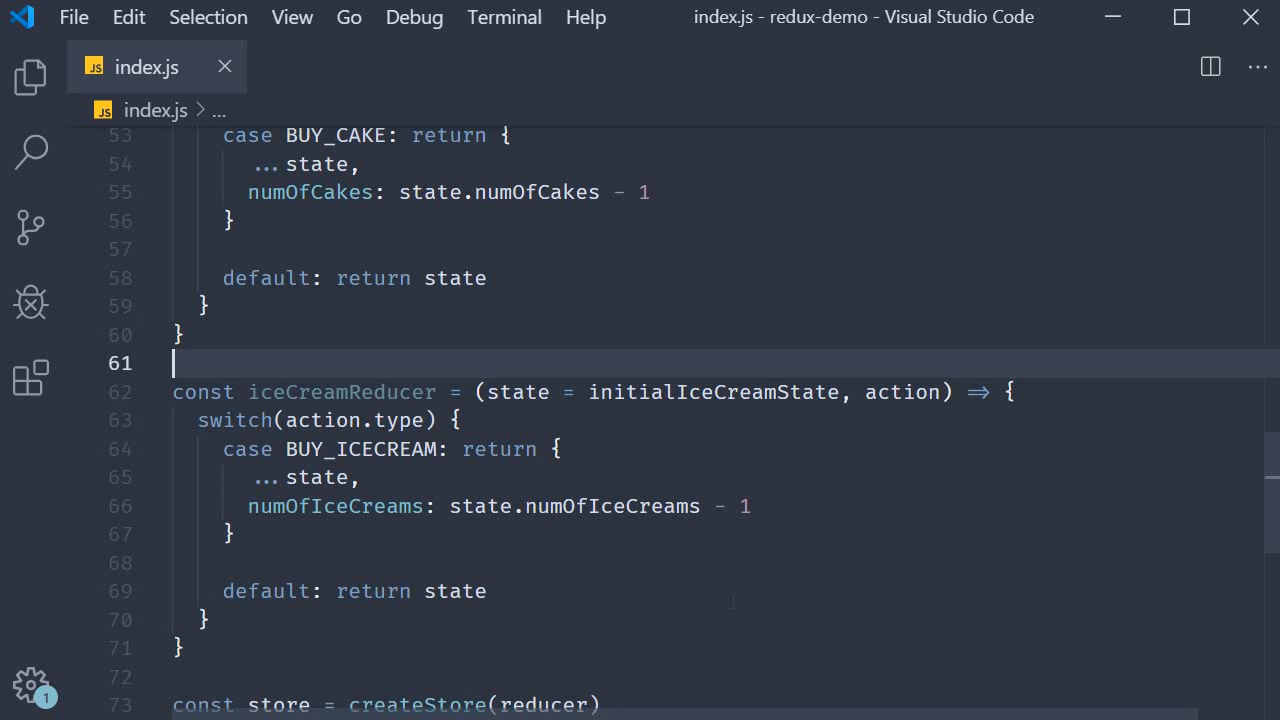 File Edit Selection View Go Debug Terminal Help index.js - redux-demo - Visual Studio Code
JS index.js
JS index.js > ...
53 case BUY_CAKE: return {
54 ...state,
55 numOfCakes: state.numOfCakes - 1
56 }
57
58 default: return state
59 }
60 }
61
62 const iceCreamReducer = (state = initialIceCreamState, action) => {
63 switch(action.type) {
64 case BUY_ICECREAM: return {
65 ...state,
66 numOfIceCreams: state.numOfIceCreams - 1
67 }
68
69 default: return state
70 }
71 }
72
73 const store = createStore(reducer)
1